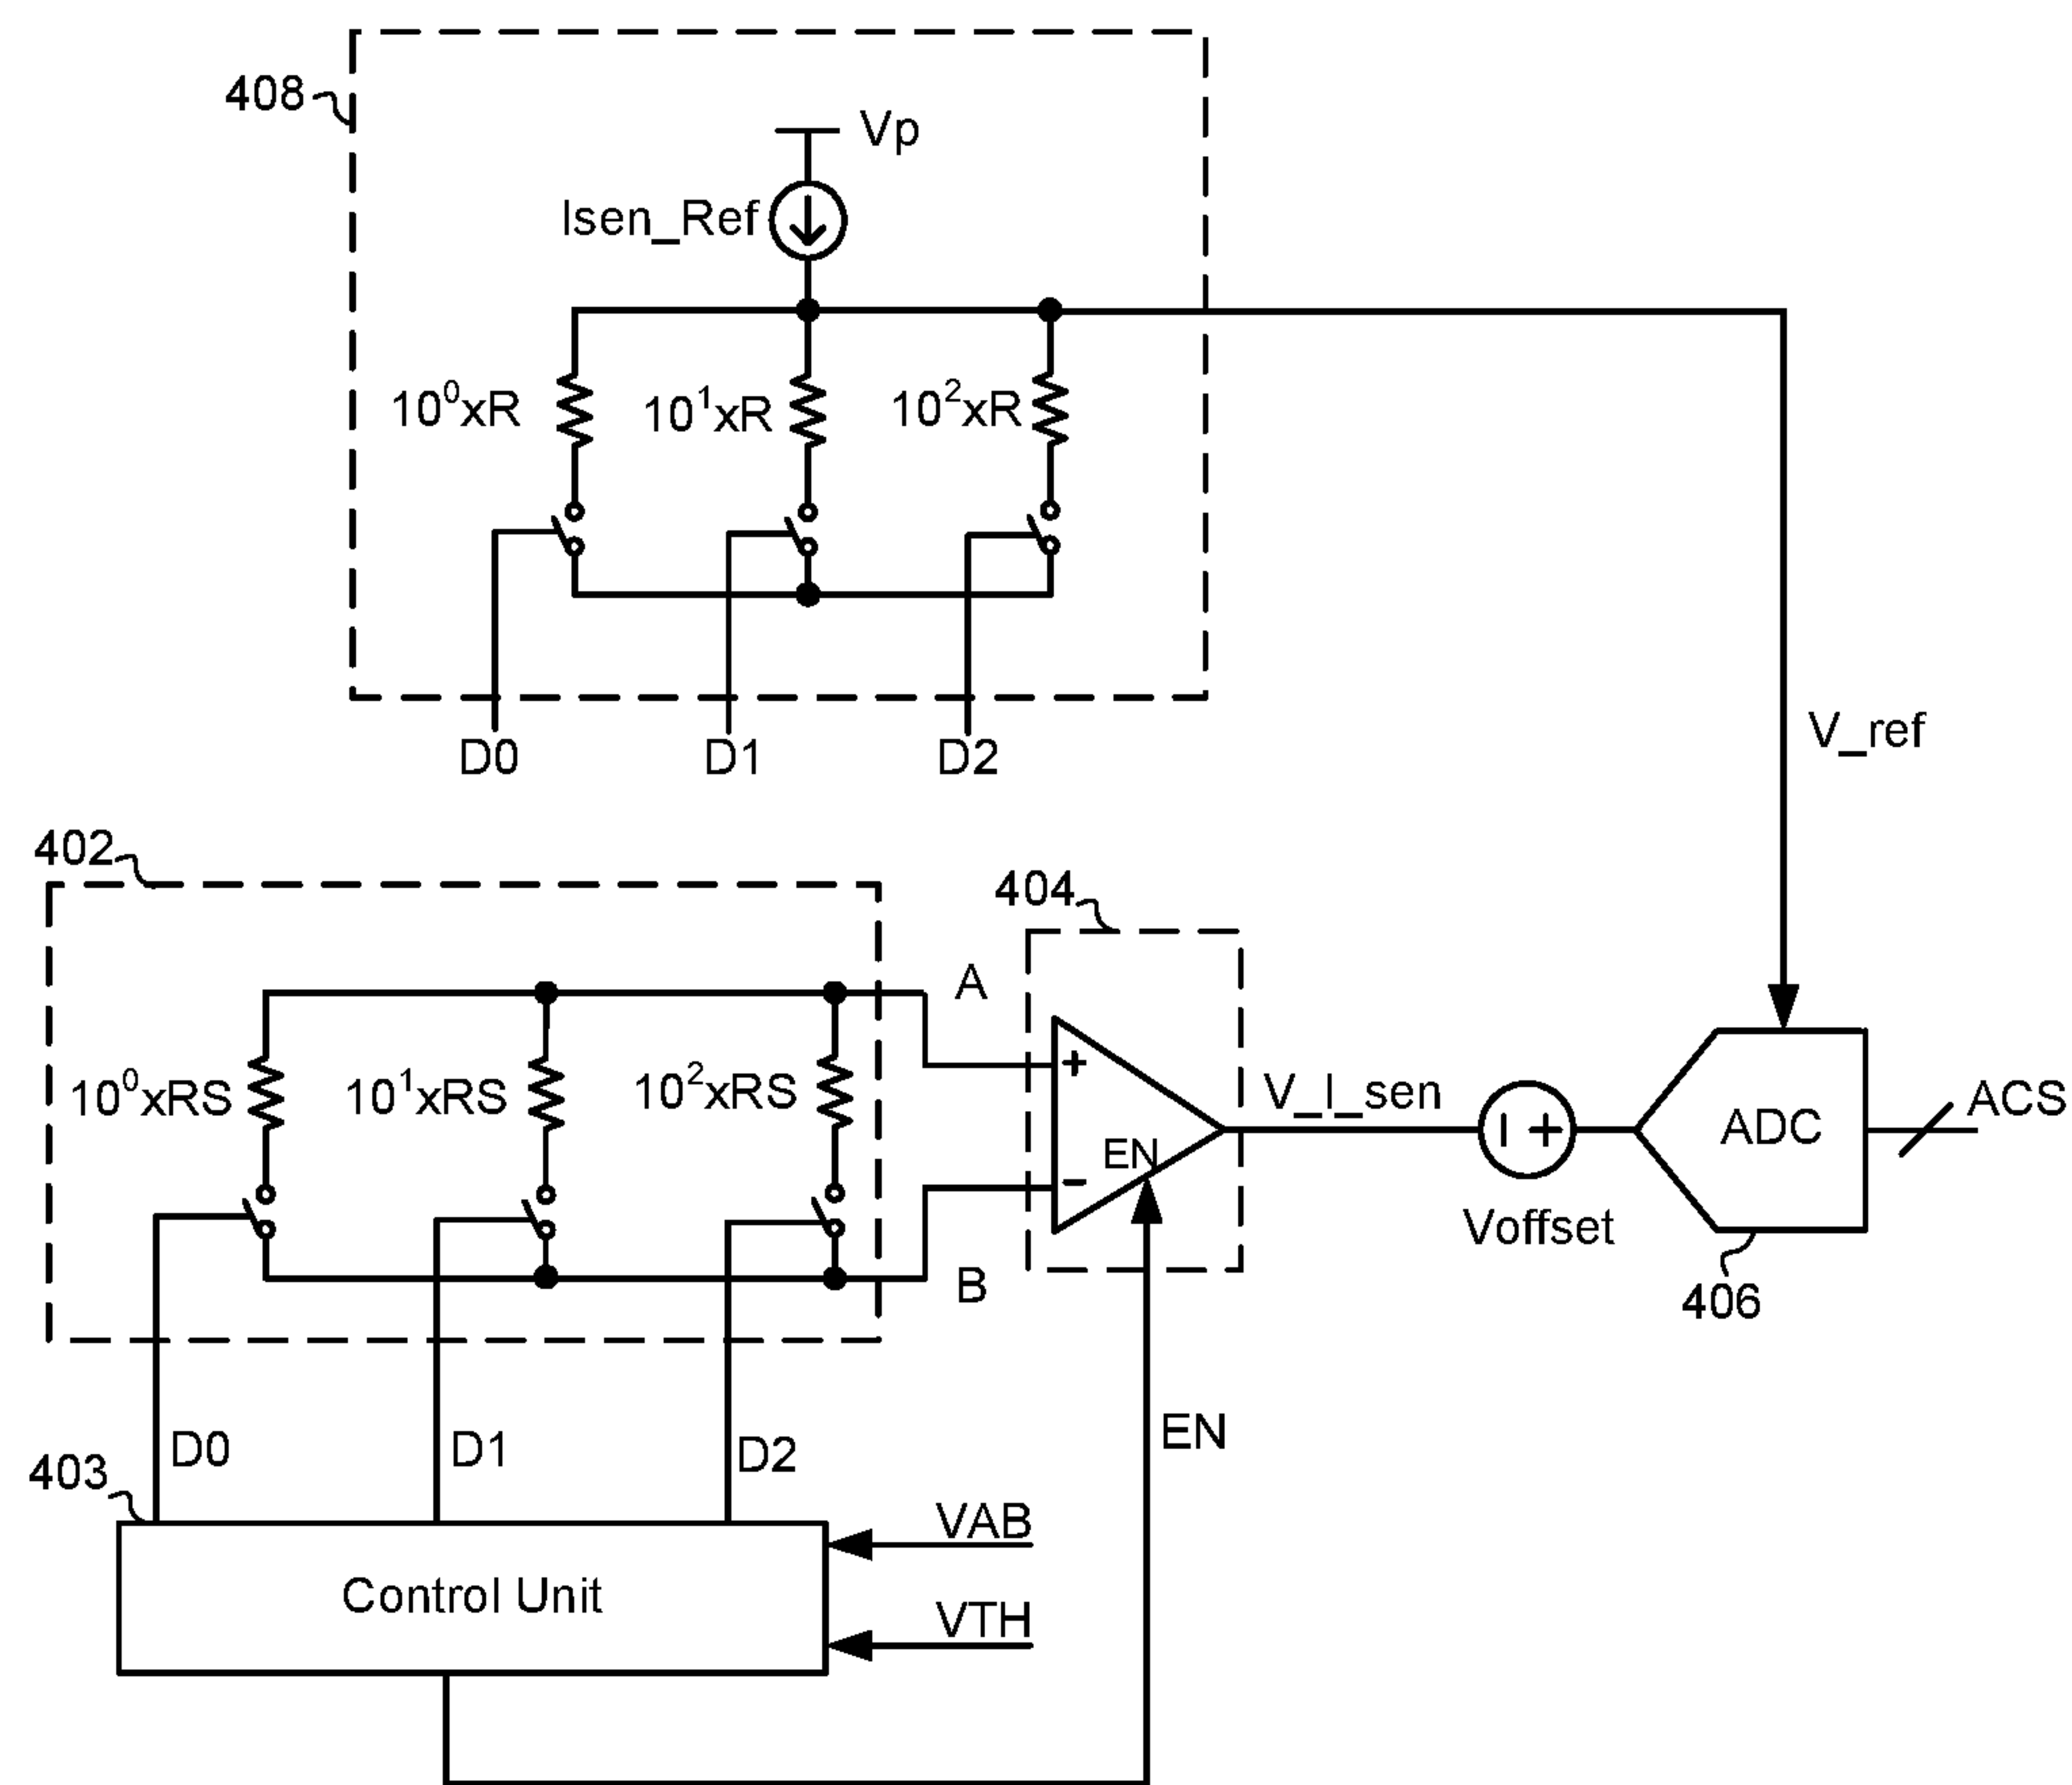 408
Vp
Isen_Ref
10⁰xR
10¹xR
10²xR
D0
D1
D2
V_ref
402
404
A
10⁰xRS
10¹xRS
10²xRS
+
V_I_sen
ADC
ACS
EN
−
Voffset
B
406
D0
D1
D2
EN
403
VAB
Control Unit
VTH